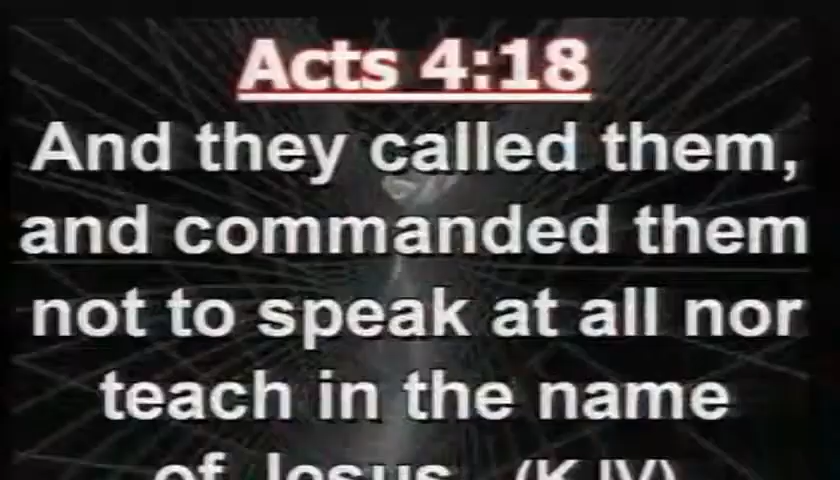 Acts 4:18
And they called them,
and commanded them
not to speak at all nor
teach in the name
of Jesus (KJV)